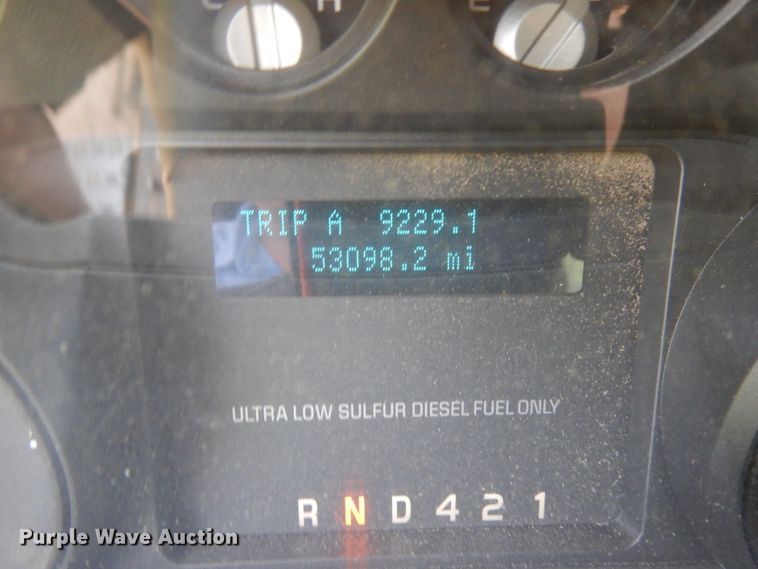 C H E F
TRIP A 9229.1
53098.2 mi
ULTRA LOW SULFUR DIESEL FUEL ONLY
R N D 4 2 1
Purple Wave Auction